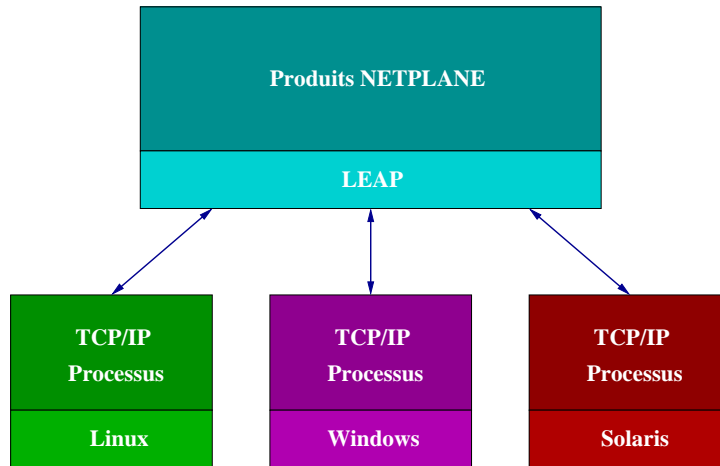 Produits NETPLANE
LEAP
TCP/IP
Processus
Linux
TCP/IP
Processus
Windows
TCP/IP
Processus
Solaris